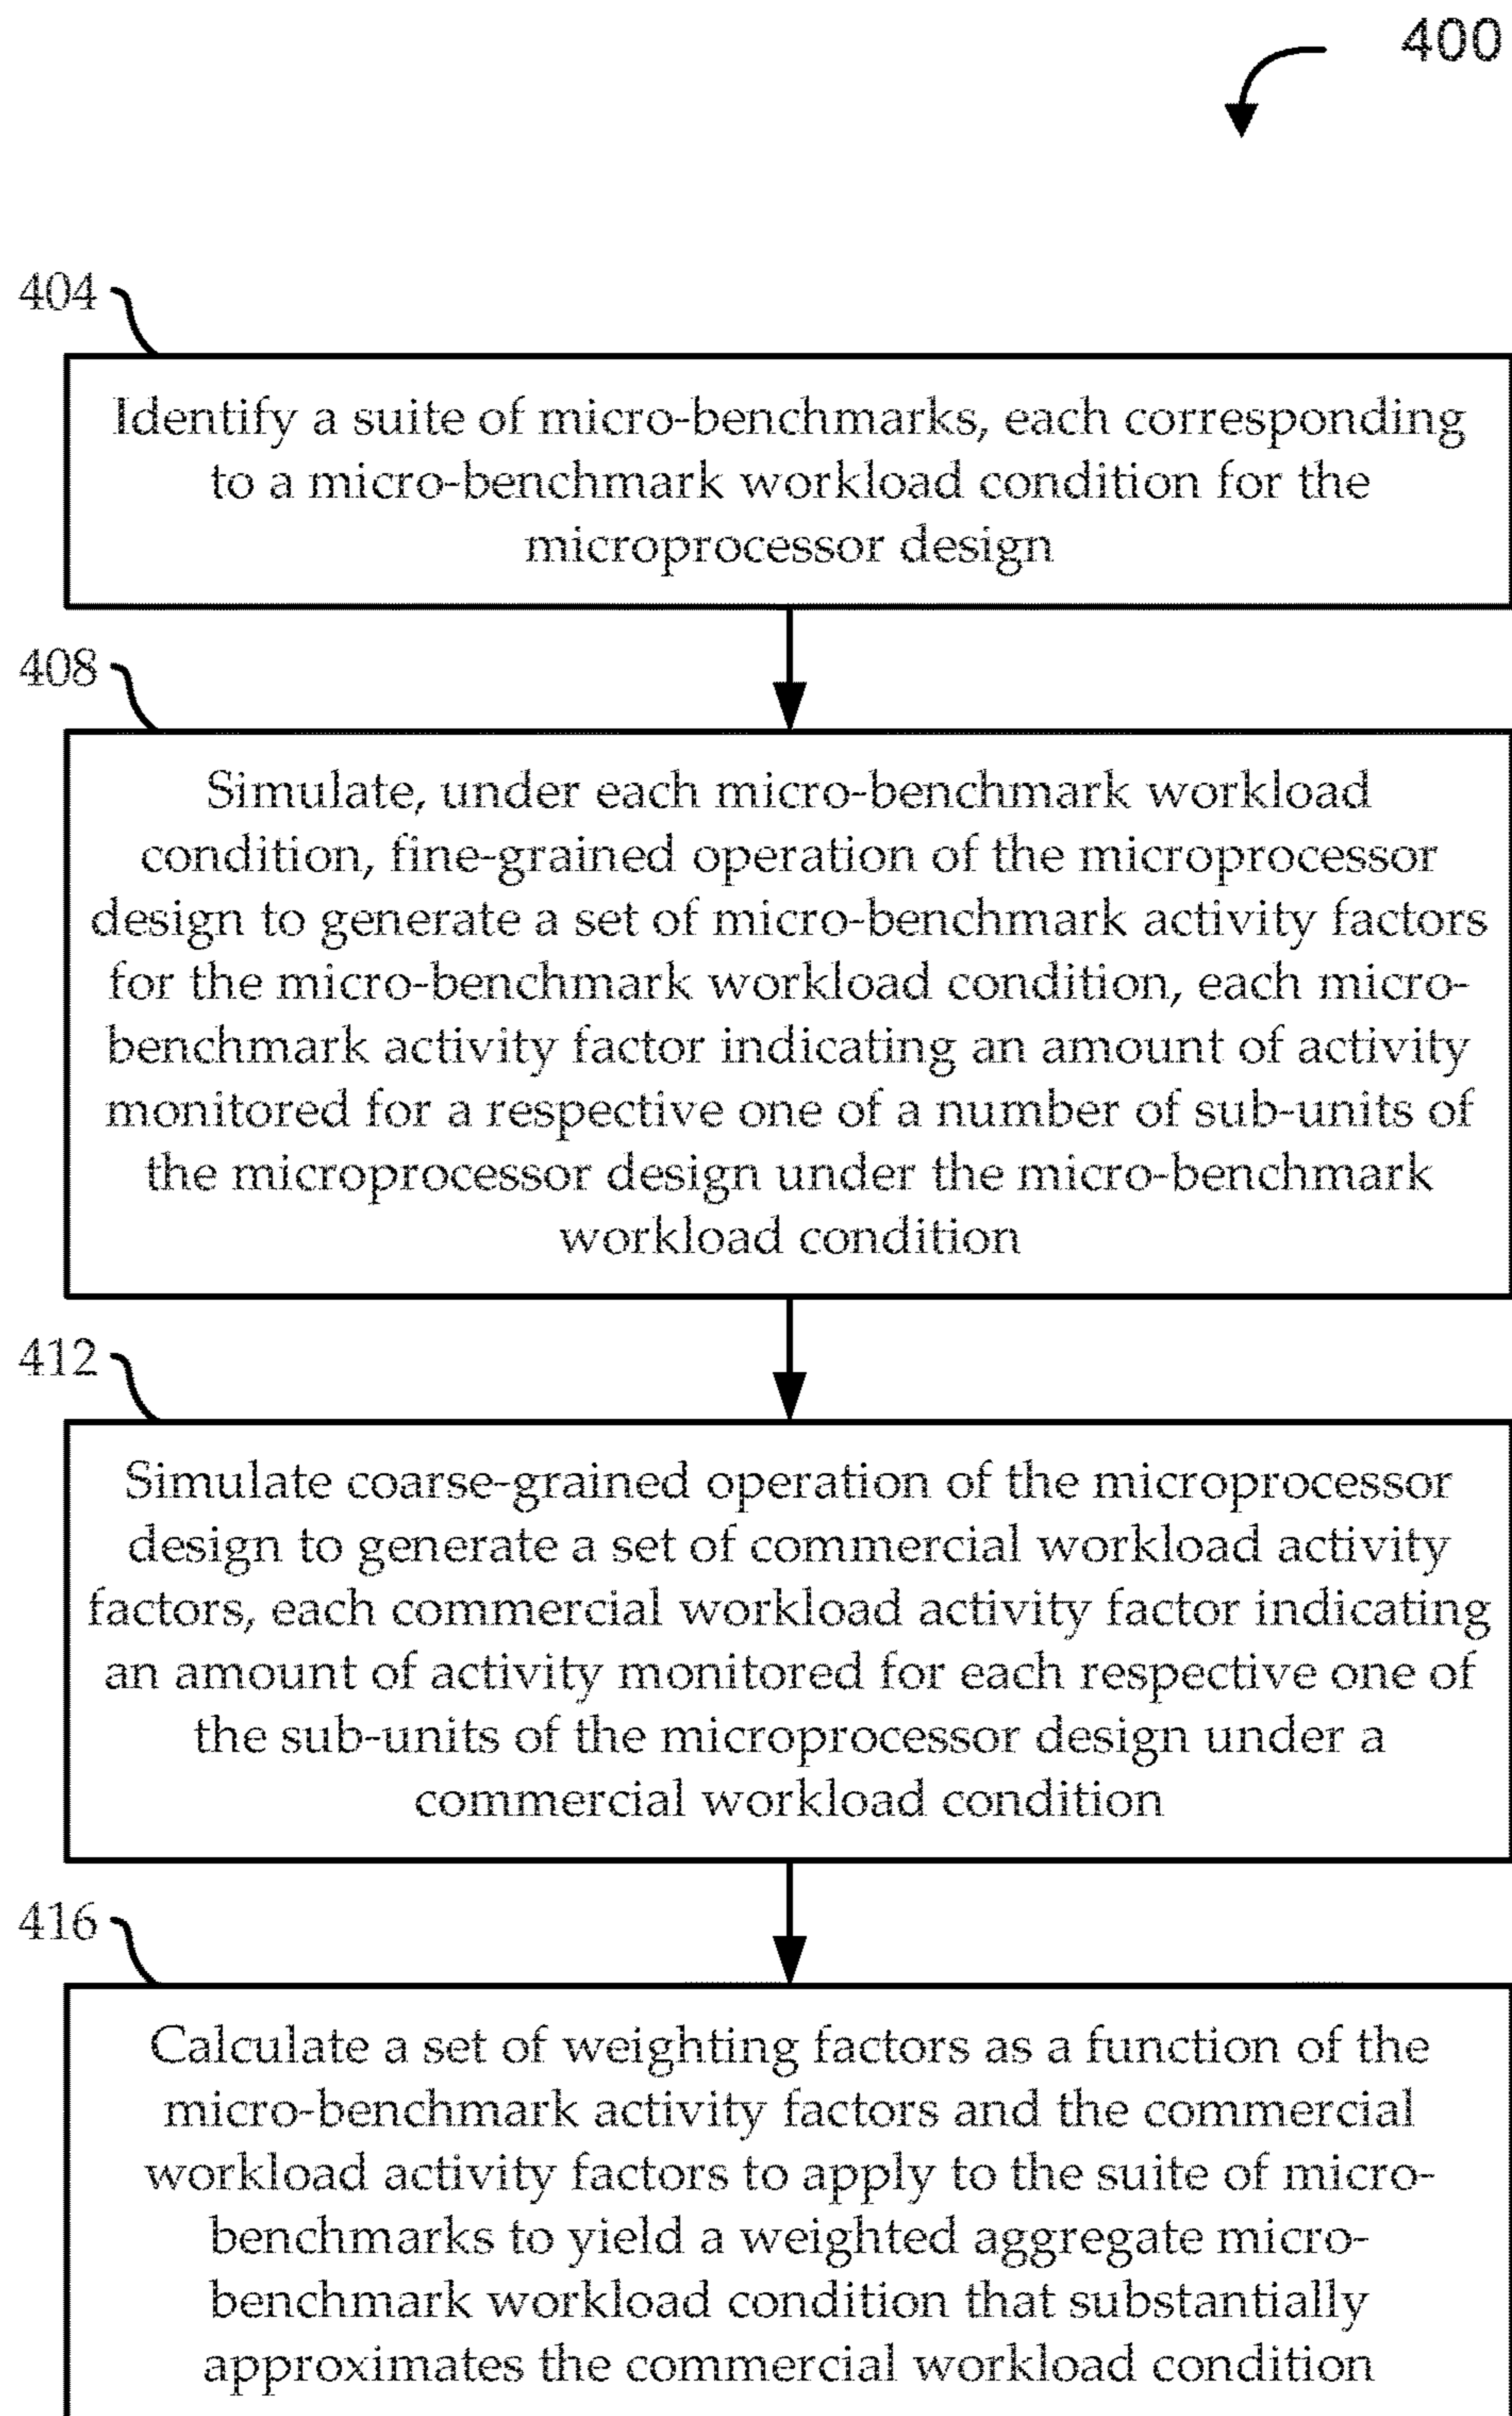 400
404
Identify a suite of micro-benchmarks, each corresponding
to a micro-benchmark workload condition for the
microprocessor design
408
Simulate, under each micro-benchmark workload
condition, fine-grained operation of the microprocessor
design to generate a set of micro-benchmark activity factors
for the micro-benchmark workload condition, each micro-
benchmark activity factor indicating an amount of activity
monitored for a respective one of a number of sub-units of
the microprocessor design under the micro-benchmark
workload condition
412
Simulate coarse-grained operation of the microprocessor
design to generate a set of commercial workload activity
factors, each commercial workload activity factor indicating
an amount of activity monitored for each respective one of
the sub-units of the microprocessor design under a
commercial workload condition
416
Calculate a set of weighting factors as a function of the
micro-benchmark activity factors and the commercial
workload activity factors to apply to the suite of micro-
benchmarks to yield a weighted aggregate micro-
benchmark workload condition that substantially
approximates the commercial workload condition